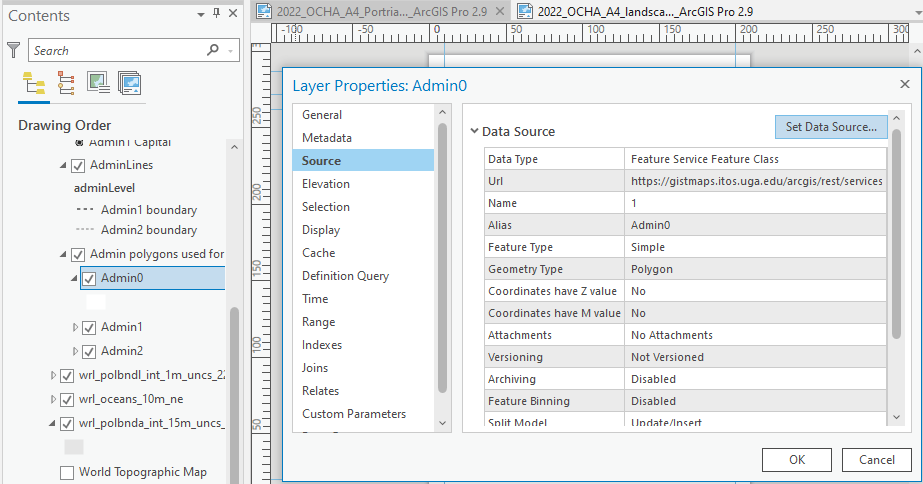 Contents
2022_OCHA_A4_Portria..._ArcGIS Pro 2.9
2022_OCHA_A4_landsca..._ArcGIS Pro 2.9
-100
-50
0
50
100
150
200
250
300
Search
Drawing Order
Admin1 Capital
AdminLines
adminLevel
Admin1 boundary
Admin2 boundary
Admin polygons used for
Admin0
Admin1
Admin2
wrl_polbndl_int_1m_uncs_22
wrl_oceans_10m_ne
wrl_polbnda_int_15m_uncs_
World Topographic Map
250
200
150
100
50
0
Layer Properties: Admin0
General
Metadata
Source
Elevation
Selection
Display
Cache
Definition Query
Time
Range
Indexes
Joins
Relates
Custom Parameters
Data Source
Set Data Source...
Data Type Feature Service Feature Class
Url https://gistmaps.itos.uga.edu/arcgis/rest/services
Name 1
Alias Admin0
Feature Type Simple
Geometry Type Polygon
Coordinates have Z value No
Coordinates have M value No
Attachments No Attachments
Versioning Not Versioned
Archiving Disabled
Feature Binning Disabled
Split Model Update/Insert
OK
Cancel